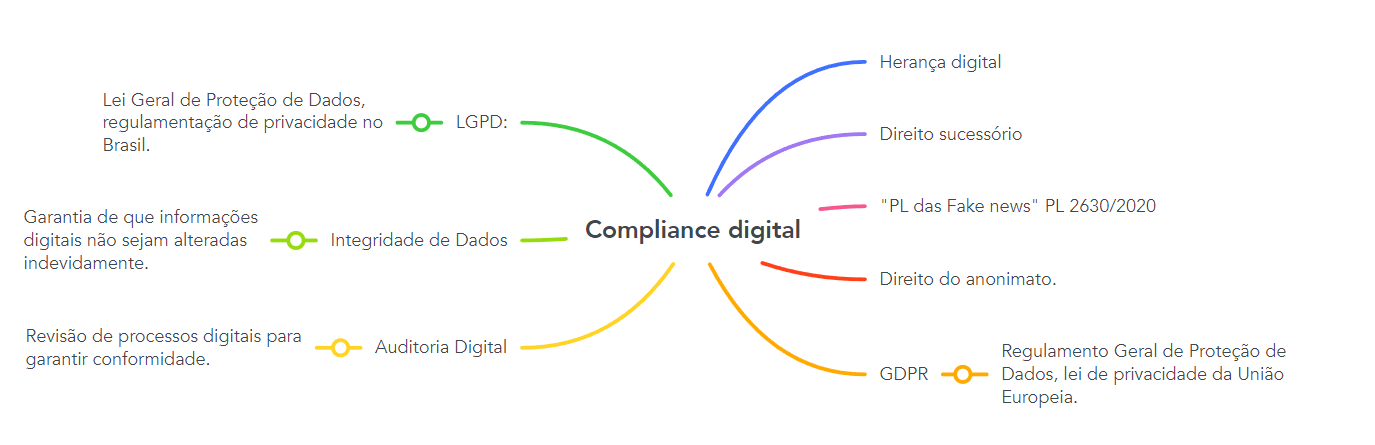 Herança digital
Lei Geral de Proteção de Dados,
regulamentação de privacidade no
Brasil.
LGPD:
Direito sucessório
"PL das Fake news" PL 2630/2020
Garantia de que informações
digitais não sejam alteradas
indevidamente.
Integridade de Dados
Compliance digital
Direito do anonimato.
Revisão de processos digitais para
garantir conformidade.
Auditoria Digital
GDPR
Regulamento Geral de Proteção de
Dados, lei de privacidade da União
Europeia.